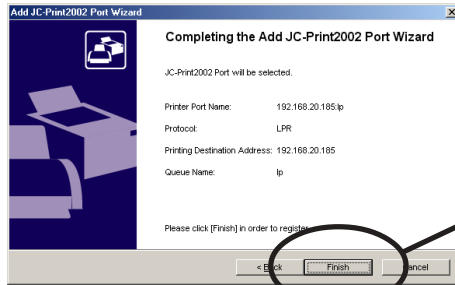 Add JC-Print2002 Port Wizard
Completing the Add JC-Print2002 Port Wizard
JC-Print2002 Port will be selected.
Printer Port Name: 192.168.20.185:lp
Protocol: LPR
Printing Destination Address: 192.168.20.185
Queue Name: lp
Please click [Finish] in order to register.
< Back Finish Cancel